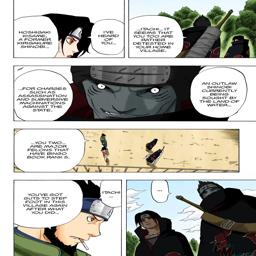 ITACHI... IT
SEEMS THAT
YOU TOO ARE
RATHER
DETESTED IN
YOUR HOME
VILLAGE.
I'VE
HEARD OF
YOU...
HOSHIGAKI
KISAME.
A FORMER
KIRIGAKURE
SHINOBI...
AN OUTLAW
SHINOBI
CURRENTLY
BEING
SOUGHT BY
THE LAND OF
WATER...
...FOR CHARGES
SUCH AS
ASSASSINATION
AND SUBVERSIVE
MACHINATIONS
AGAINST THE
STATE.
...YOU TWO...
ARE MAJOR
FELONS THAT
HAVE BINGO
BOOK RANK S.
...
ITACHI
YOU'VE GOT
GUTS TO STEP
FOOT IN THIS
VILLAGE AGAIN
AFTER WHAT
YOU DID...